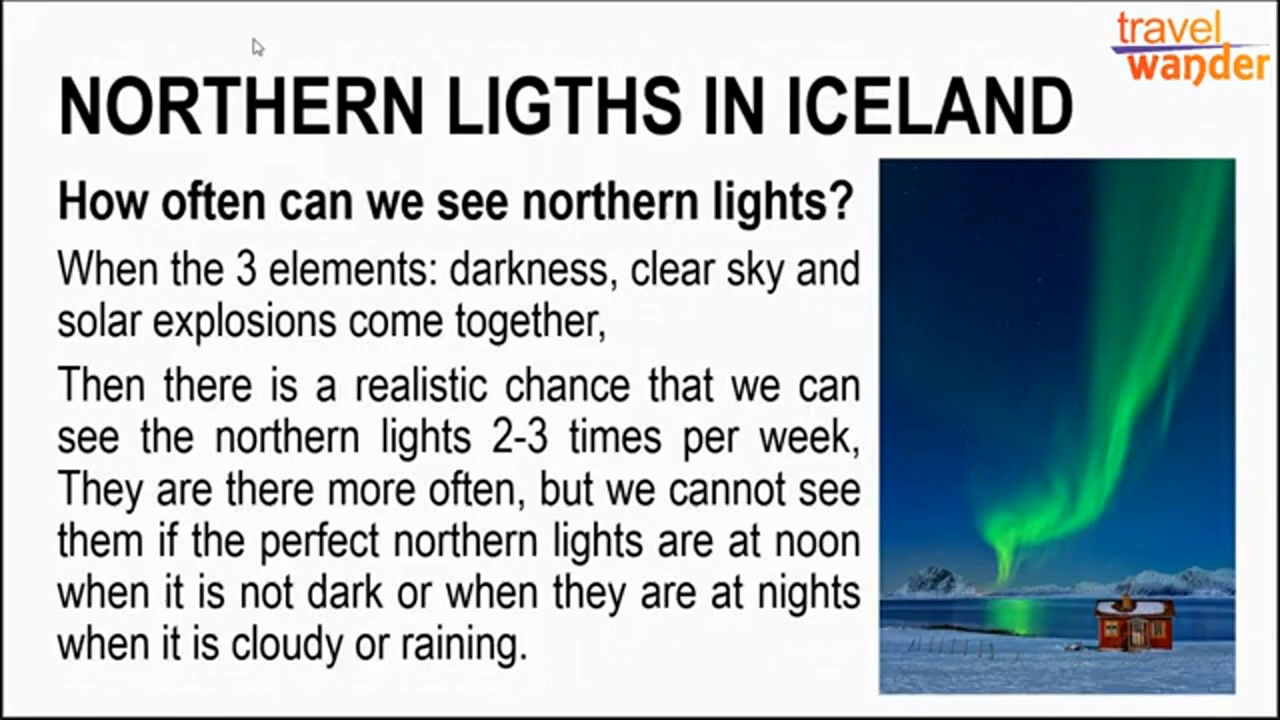 travel
wander
NORTHERN LIGTHS IN ICELAND
How often can we see northern lights?
When the 3 elements: darkness, clear sky and
solar explosions come together,
Then there is a realistic chance that we can
see the northern lights 2-3 times per week,
They are there more often, but we cannot see
them if the perfect northern lights are at noon
when it is not dark or when they are at nights
when it is cloudy or raining.